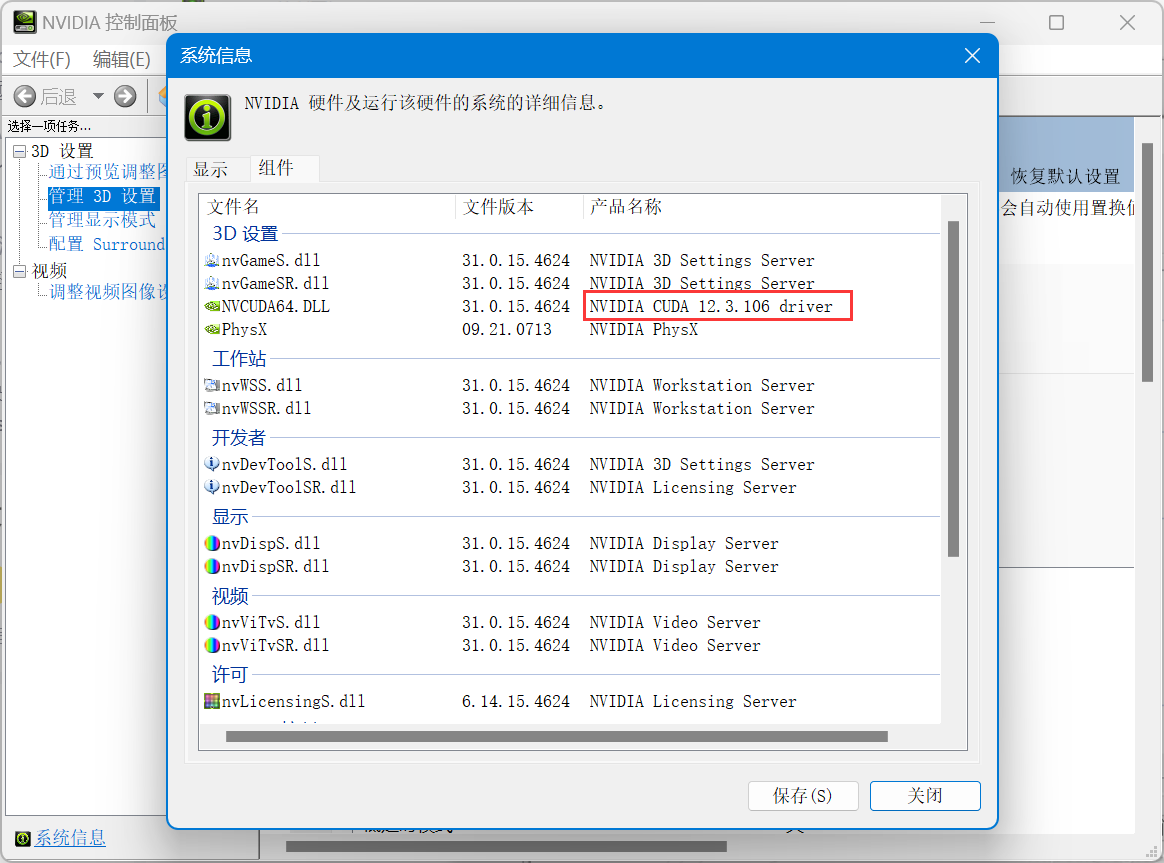 NVIDIA 控制面板
文件(F) 编辑(E)
后退
选择一项任务...
3D 设置
通过预览调整图
管理 3D 设置
管理显示模式
配置 Surround
视频
调整视频图像设
系统信息
恢复默认设置
会自动使用置换值
系统信息
NVIDIA 硬件及运行该硬件的系统的详细信息。
显示 组件
文件名 文件版本 产品名称
3D 设置
nvGameS.dll 31.0.15.4624 NVIDIA 3D Settings Server
nvGameSR.dll 31.0.15.4624 NVIDIA 3D Settings Server
NVCUDA64.DLL 31.0.15.4624 NVIDIA CUDA 12.3.106 driver
PhysX 09.21.0713 NVIDIA PhysX
工作站
nvWSS.dll 31.0.15.4624 NVIDIA Workstation Server
nvWSSR.dll 31.0.15.4624 NVIDIA Workstation Server
开发者
nvDevToolS.dll 31.0.15.4624 NVIDIA 3D Settings Server
nvDevToolSR.dll 31.0.15.4624 NVIDIA Licensing Server
显示
nvDispS.dll 31.0.15.4624 NVIDIA Display Server
nvDispSR.dll 31.0.15.4624 NVIDIA Display Server
视频
nvViTvS.dll 31.0.15.4624 NVIDIA Video Server
nvViTvSR.dll 31.0.15.4624 NVIDIA Video Server
许可
nvLicensingS.dll 6.14.15.4624 NVIDIA Licensing Server
保存(S) 关闭